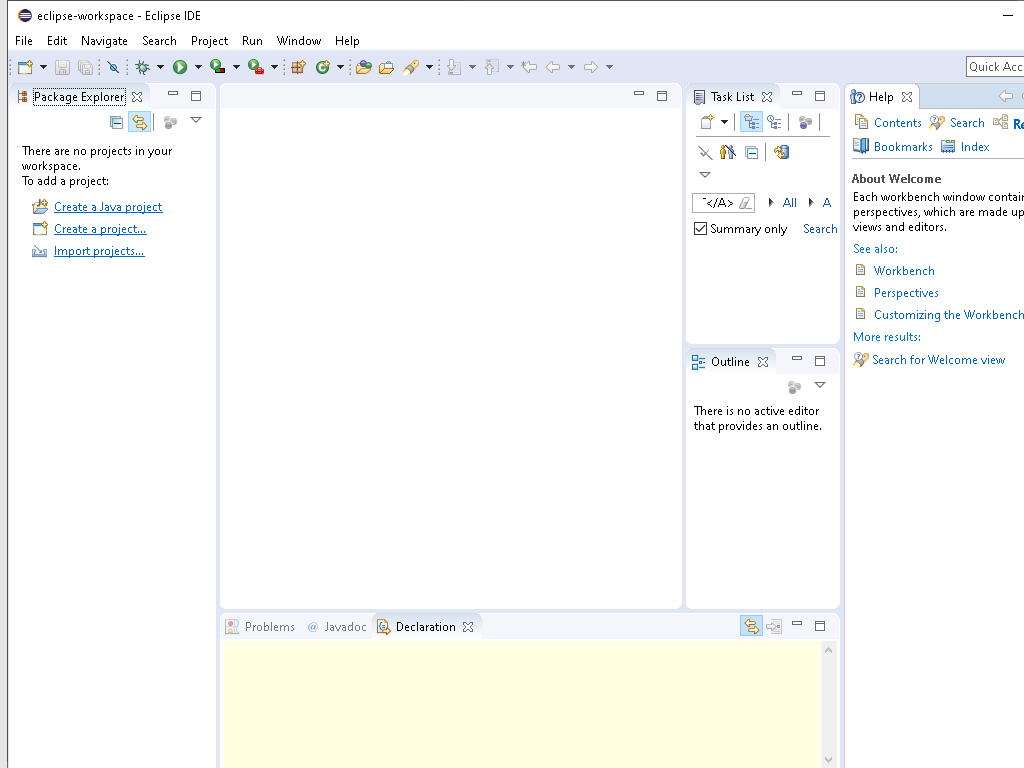 eclipse-workspace - Eclipse IDE
File Edit Navigate Search Project Run Window Help
Quick Acc
Package Explorer
There are no projects in your
workspace.
To add a project:
Create a Java project
Create a project...
Import projects...
Task List
</A> All A
Summary only Search
Outline
There is no active editor
that provides an outline.
Help
Contents Search Re
Bookmarks Index
About Welcome
Each workbench window contain
perspectives, which are made up
views and editors.
See also:
Workbench
Perspectives
Customizing the Workbench
More results:
Search for Welcome view
Problems @ Javadoc Declaration